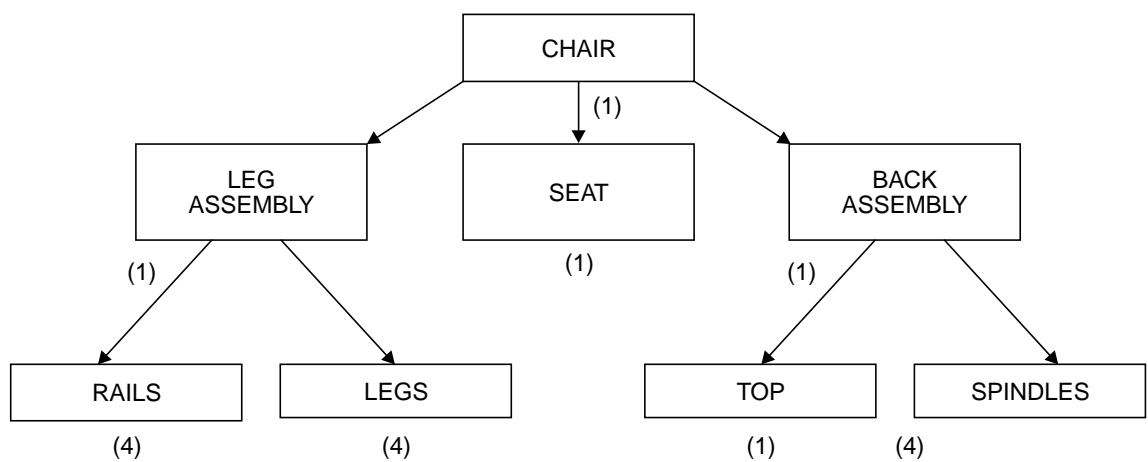 CHAIR
(1)
LEG
ASSEMBLY
SEAT
BACK
ASSEMBLY
(1)
(1)
(1)
RAILS
LEGS
TOP
SPINDLES
(4)
(4)
(1)
(4)